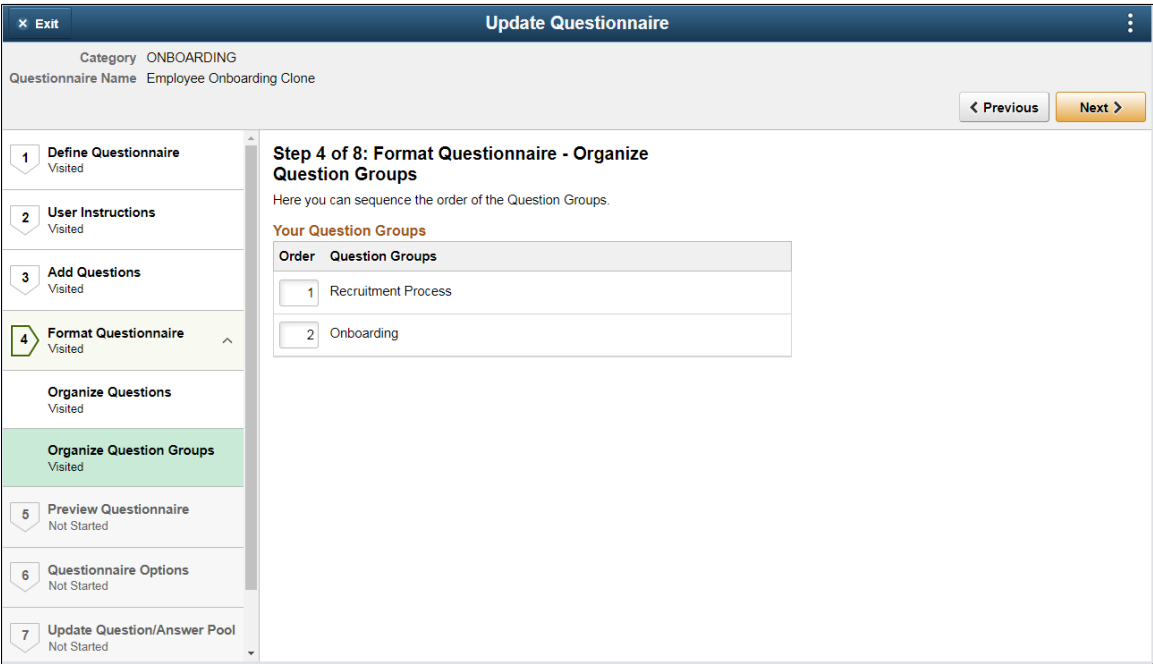 × Exit
Update Questionnaire
Category ONBOARDING
Questionnaire Name Employee Onboarding Clone
Previous
Next
1 Define Questionnaire
Visited
2 User Instructions
Visited
3 Add Questions
Visited
4 Format Questionnaire
Visited
Organize Questions
Visited
Organize Question Groups
Visited
5 Preview Questionnaire
Not Started
6 Questionnaire Options
Not Started
7 Update Question/Answer Pool
Not Started
Step 4 of 8: Format Questionnaire - Organize
Question Groups
Here you can sequence the order of the Question Groups.
Your Question Groups
Order Question Groups
1 Recruitment Process
2 Onboarding